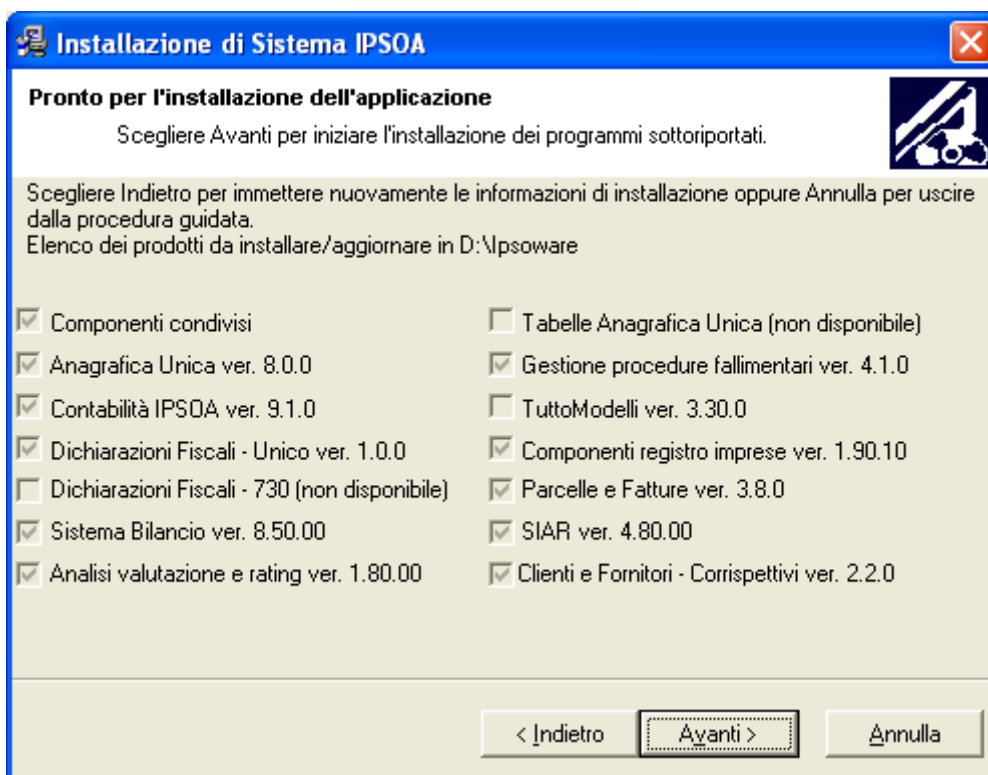 Installazione di Sistema IPSOA
Pronto per l'installazione dell'applicazione
Scegliere Avanti per iniziare l'installazione dei programmi sottoriportati.
Scegliere Indietro per immettere nuovamente le informazioni di installazione oppure Annulla per uscire
dalla procedura guidata.
Elenco dei prodotti da installare/aggiornare in D:\Ipsoware
Componenti condivisi
Anagrafica Unica ver. 8.0.0
Contabilità IPSOA ver. 9.1.0
Dichiarazioni Fiscali - Unico ver. 1.0.0
Dichiarazioni Fiscali - 730 (non disponibile)
Sistema Bilancio ver. 8.50.00
Analisi valutazione e rating ver. 1.80.00
Tabelle Anagrafica Unica (non disponibile)
Gestione procedure fallimentari ver. 4.1.0
TuttoModelli ver. 3.30.0
Componenti registro imprese ver. 1.90.10
Parcelle e Fatture ver. 3.8.0
SIAR ver. 4.80.00
Clienti e Fornitori - Corrispettivi ver. 2.2.0
< Indietro
Avanti >
Annulla